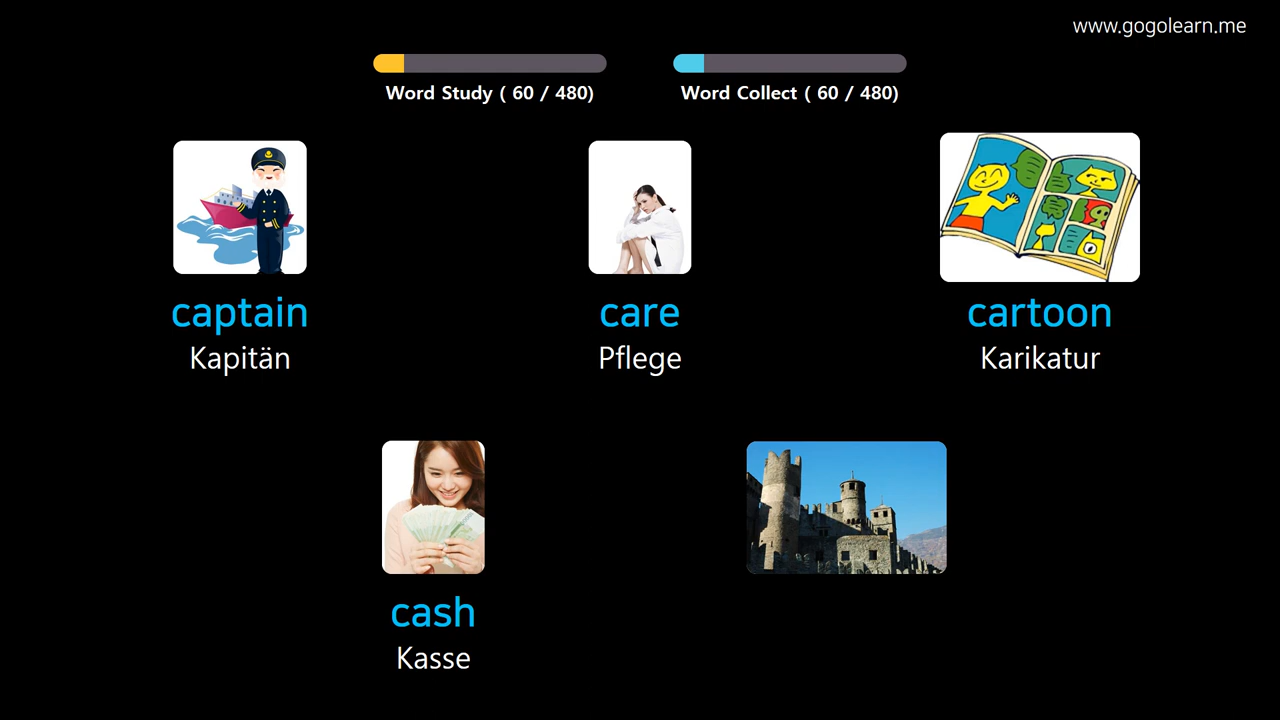 www.gogolearn.me
Word Study ( 60 / 480)
Word Collect ( 60 / 480)
captain
Kapitän
care
Pflege
cartoon
Karikatur
cash
Kasse